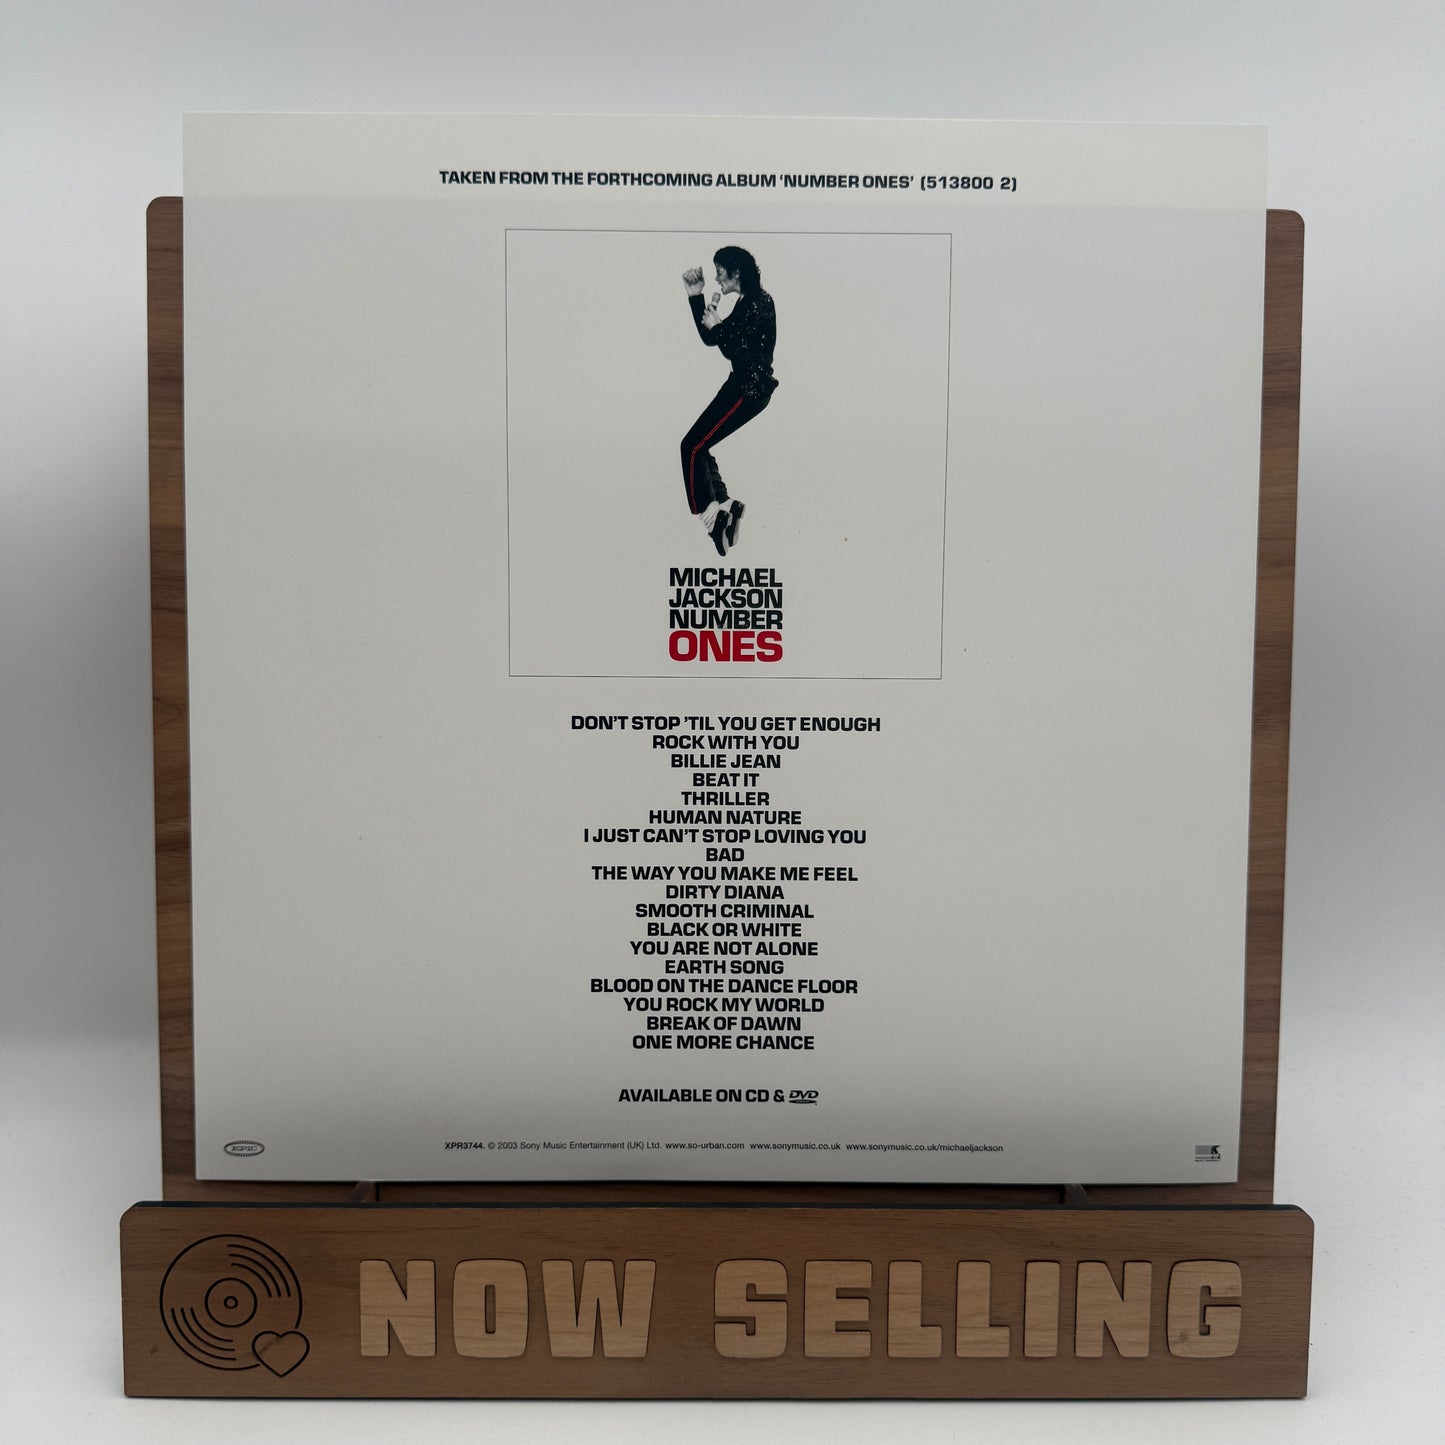 TAKEN FROM THE FORTHCOMING ALBUM ‘NUMBER ONES’ (513800 2)
MICHAEL
JACKSON
NUMBER
ONES
DON’T STOP ’TIL YOU GET ENOUGH
ROCK WITH YOU
BILLIE JEAN
BEAT IT
THRILLER
HUMAN NATURE
I JUST CAN’T STOP LOVING YOU
BAD
THE WAY YOU MAKE ME FEEL
DIRTY DIANA
SMOOTH CRIMINAL
BLACK OR WHITE
YOU ARE NOT ALONE
EARTH SONG
BLOOD ON THE DANCE FLOOR
YOU ROCK MY WORLD
BREAK OF DAWN
ONE MORE CHANCE
AVAILABLE ON CD & DVD
EPIC
XPR3744. © 2003 Sony Music Entertainment (UK) Ltd. www.so-urban.com www.sonymusic.co.uk www.sonymusic.co.uk/michaeljackson
NOW SELLING